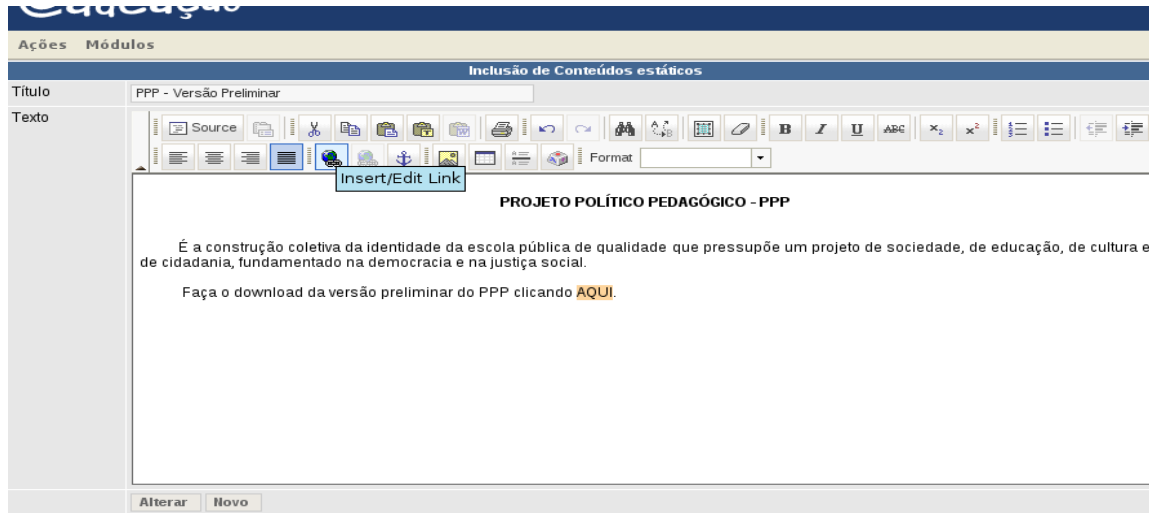 Ações Módulos
Inclusão de Conteúdos estáticos
Título PPP - Versão Preliminar
Texto
Source B I U ABC x₂ x²
Format
Insert/Edit Link
PROJETO POLÍTICO PEDAGÓGICO - PPP
É a construção coletiva da identidade da escola pública de qualidade que pressupõe um projeto de sociedade, de educação, de cultura e
de cidadania, fundamentado na democracia e na justiça social.
Faça o download da versão preliminar do PPP clicando AQUI.
Alterar Novo